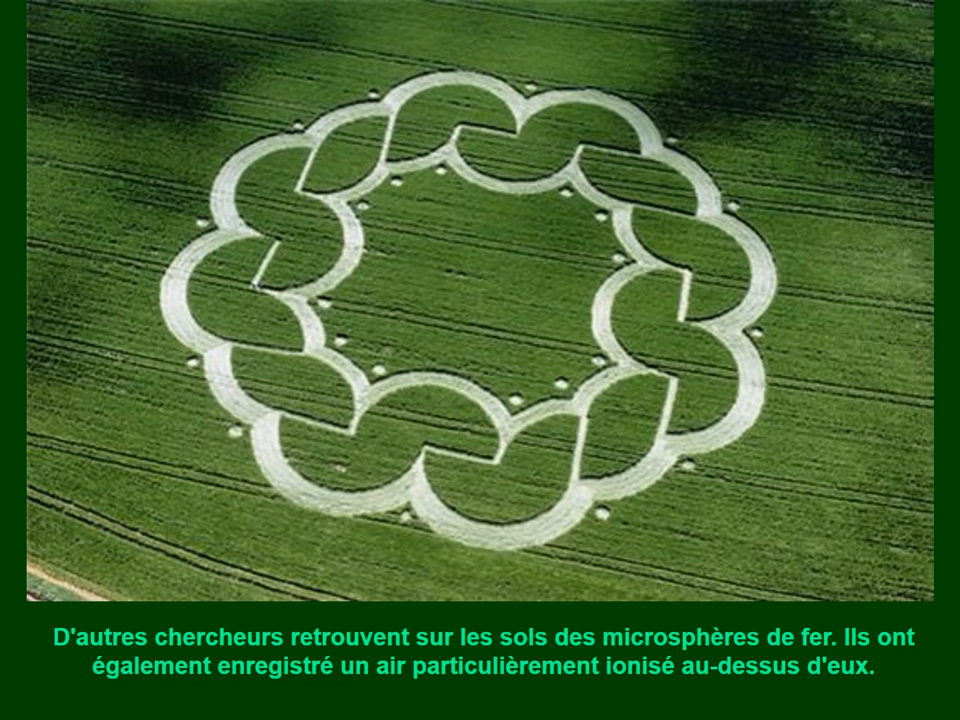 D'autres chercheurs retrouvent sur les sols des microsphères de fer. Ils ont
également enregistré un air particulièrement ionisé au-dessus d'eux.